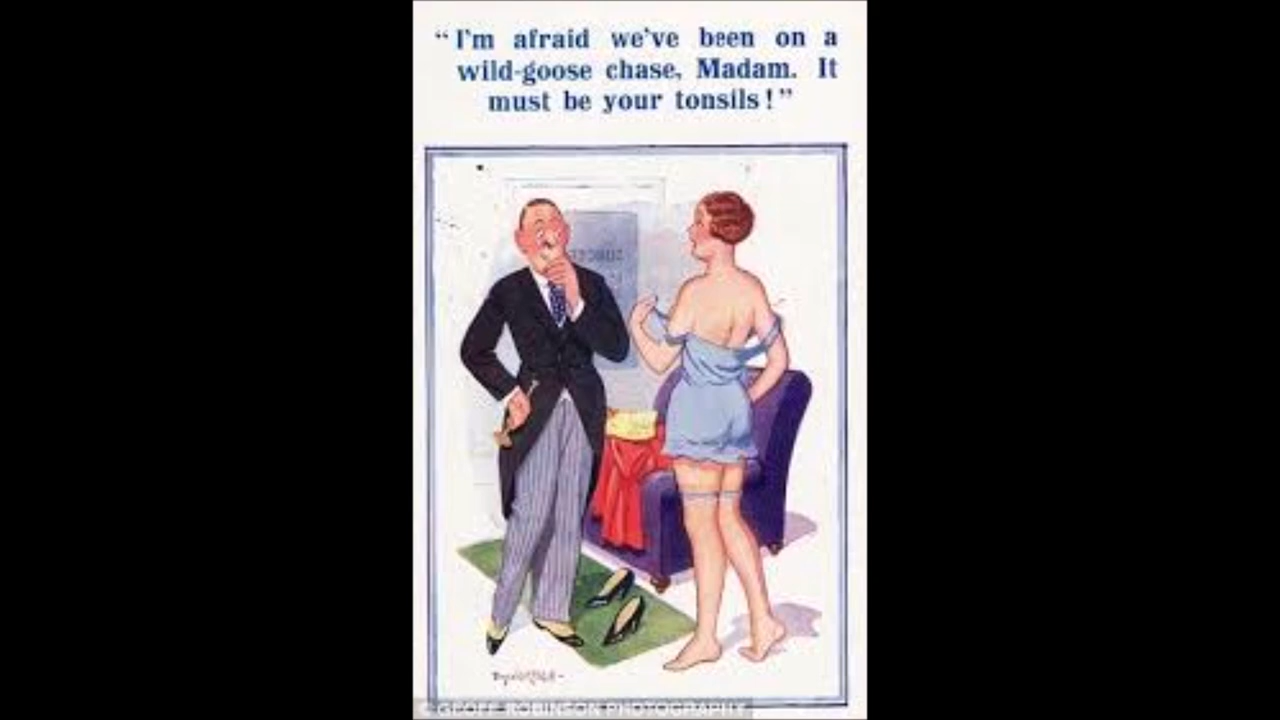 “I'm afraid we've been on a
wild-goose chase, Madam. It
must be your tonsils!”
© GEOFF ROBINSON PHOTOGRAPHY